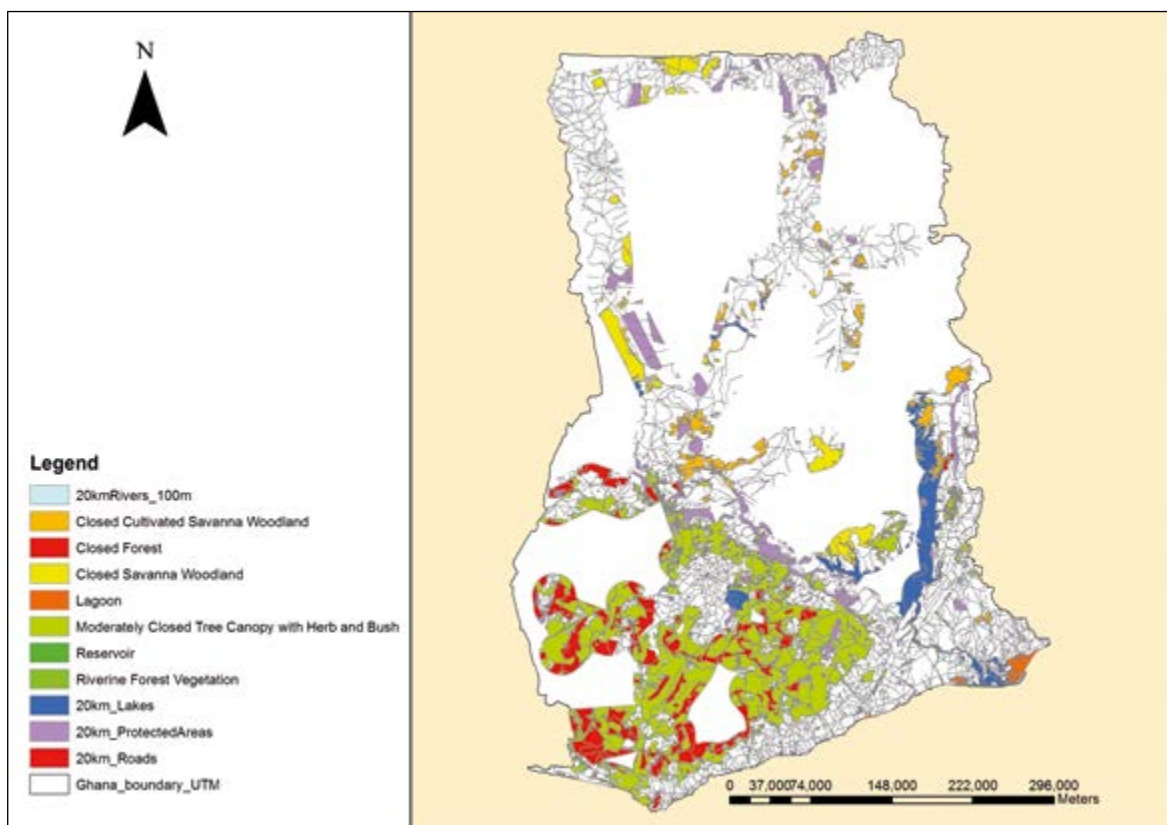 N
Legend
20kmRivers_100m
Closed Cultivated Savanna Woodland
Closed Forest
Closed Savanna Woodland
Lagoon
Moderately Closed Tree Canopy with Herb and Bush
Reservoir
Riverine Forest Vegetation
20km_Lakes
20km_ProtectedAreas
20km_Roads
Ghana_boundary_UTM
0 37,00074,000 148,000 222,000 296,000
Meters